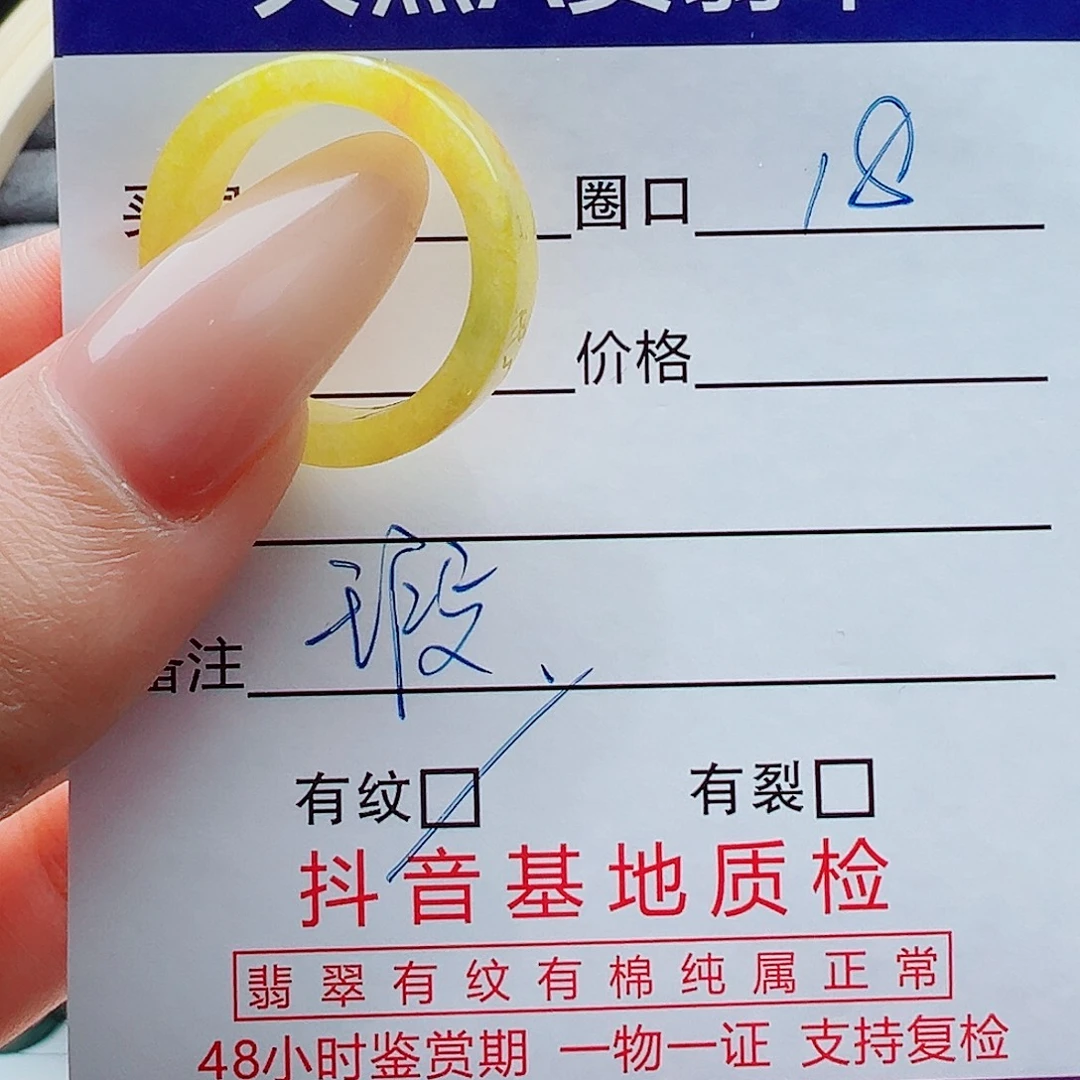 圈口 18
价格
备注 瑕、
有纹 有裂
抖音基地质检
翡翠有纹有棉纯属正常
48小时鉴赏期 一物一证 支持复检